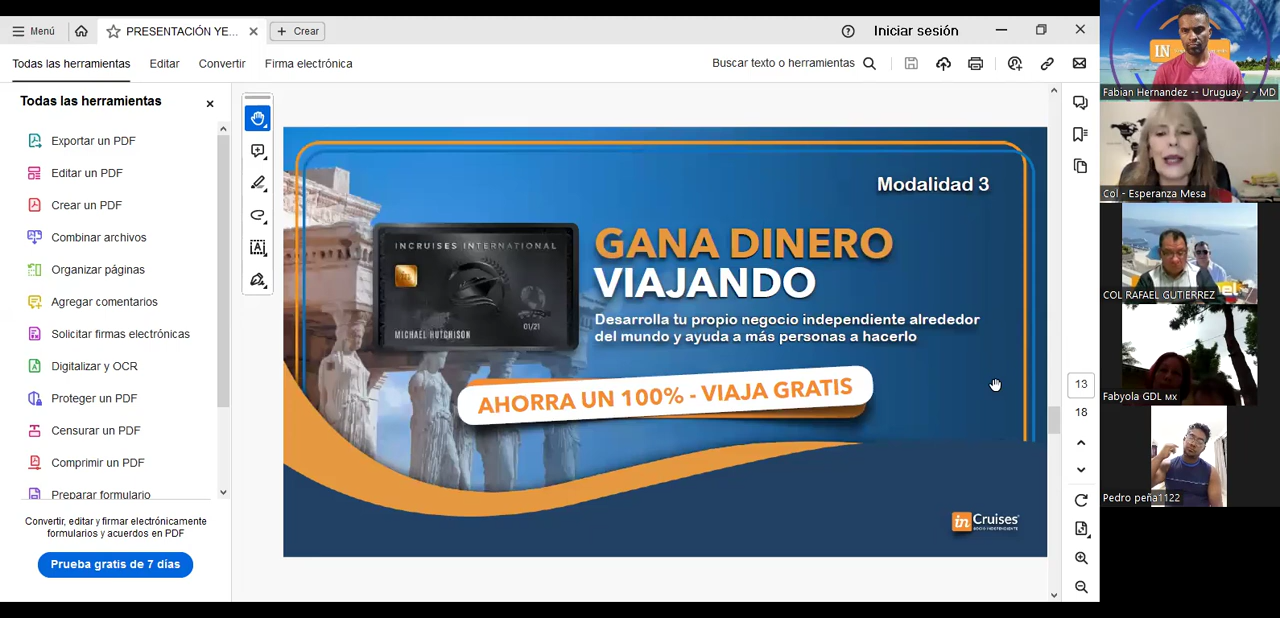 Menú
PRESENTACIÓN YE...
Crear
Iniciar sesión
Todas las herramientas
Editar
Convertir
Firma electrónica
Buscar texto o herramientas
Todas las herramientas
Exportar un PDF
Editar un PDF
Crear un PDF
Combinar archivos
Organizar páginas
Agregar comentarios
Solicitar firmas electrónicas
Digitalizar y OCR
Proteger un PDF
Censurar un PDF
Comprimir un PDF
Preparar formulario
Convertir, editar y firmar electrónicamente
formularios y acuerdos en PDF
Prueba gratis de 7 días
Modalidad 3
INCRUISES INTERNATIONAL
01/21
MICHAEL HUTCHISON
GANA DINERO
VIAJANDO
Desarrolla tu propio negocio independiente alrededor
del mundo y ayuda a más personas a hacerlo
AHORRA UN 100% - VIAJA GRATIS
inCruises
SOCIO INDEPENDIENTE
13
18
IN
Fabian Hernandez -- Uruguay - - MD
Col - Esperanza Mesa
COL RAFAEL GUTIERREZ
Fabyola GDL MX
Pedro peña1122